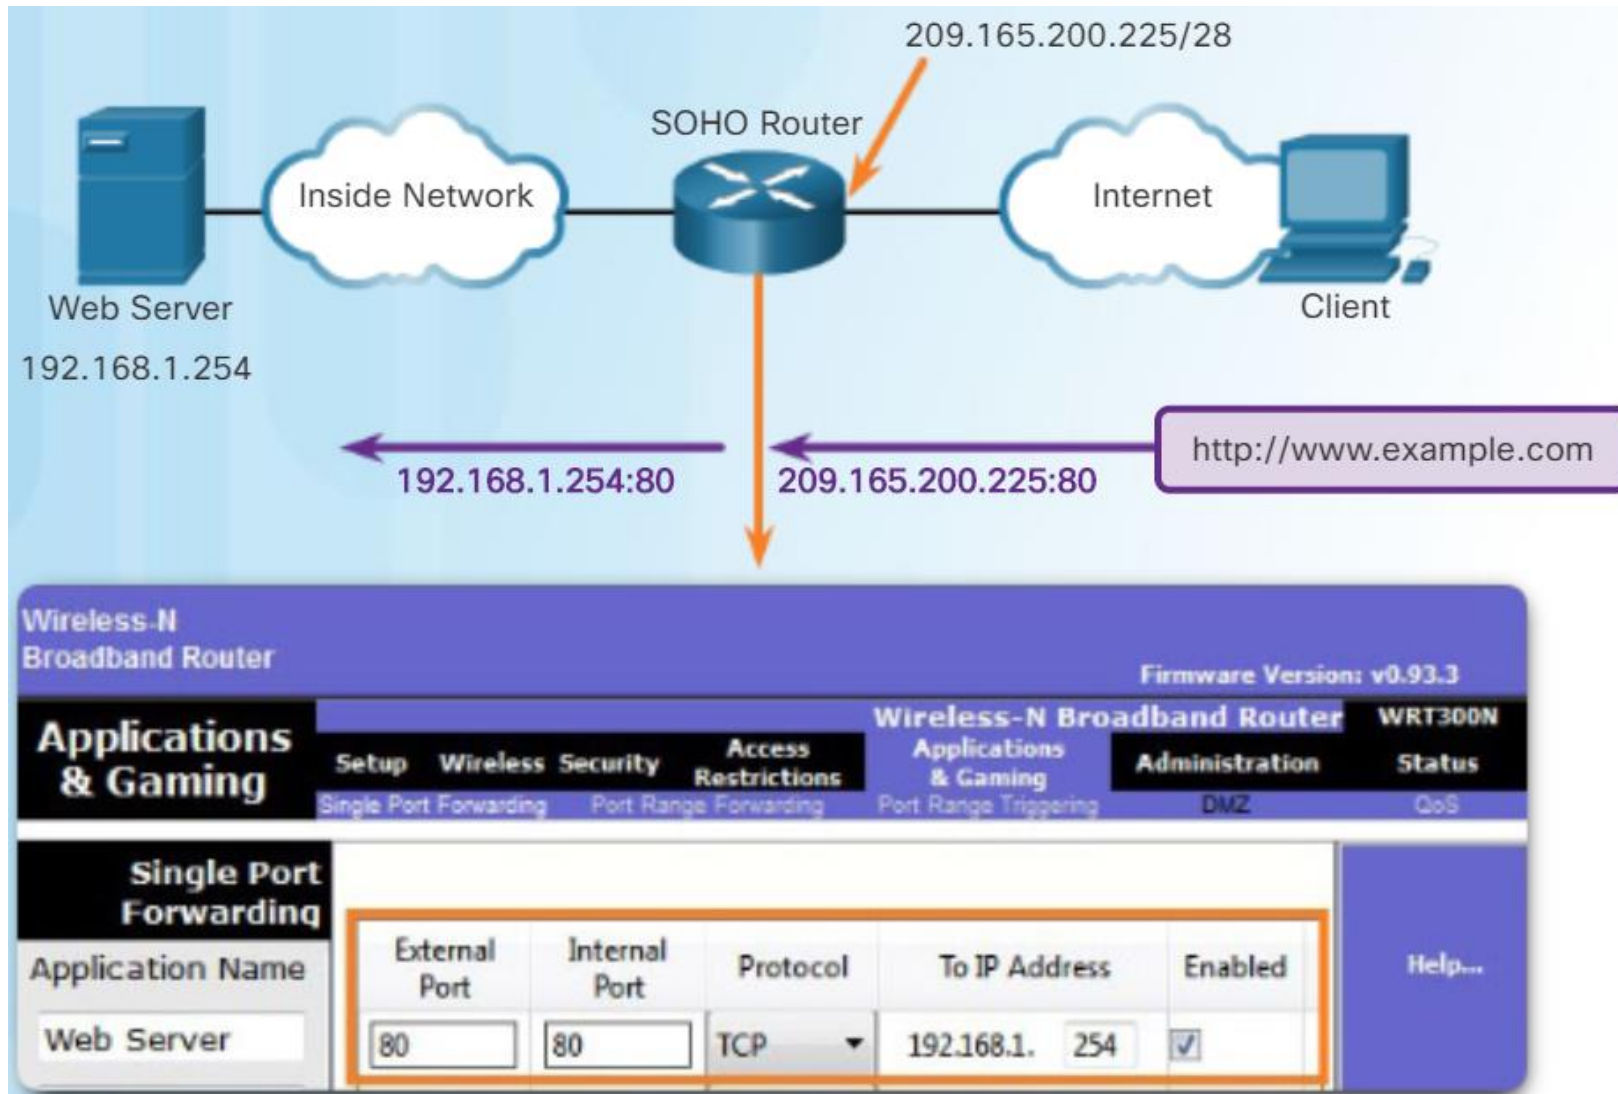 209.165.200.225/28
SOHO Router
Inside Network
Internet
Web Server
192.168.1.254
Client
http://www.example.com
192.168.1.254:80
209.165.200.225:80
Wireless-N
Broadband Router
Firmware Version: v0.93.3
Applications
& Gaming
Wireless-N Broadband Router
WRT300N
Setup
Wireless
Security
Access
Restrictions
Applications
& Gaming
Administration
Status
Single Port Forwarding
Port Range Forwarding
Port Range Triggering
DMZ
QoS
Single Port
Forwarding
Application Name
Web Server
External
Port
Internal
Port
Protocol
To IP Address
Enabled
80
80
TCP
192.168.1. 254
Help...